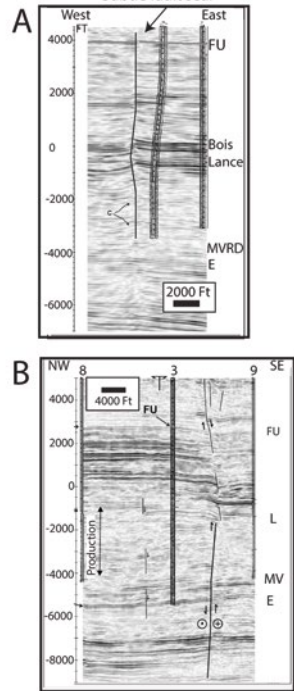 A
West
East
FT
FU
4000
2000
0
Bois
Lance
-2000
c
-4000
MVRD
E
2000 Ft
-6000
B
NW
SE
8
3
9
4000 Ft
4000
FU
FU
2000
0
L
-2000
Production
-4000
MV
E
-6000
-8000